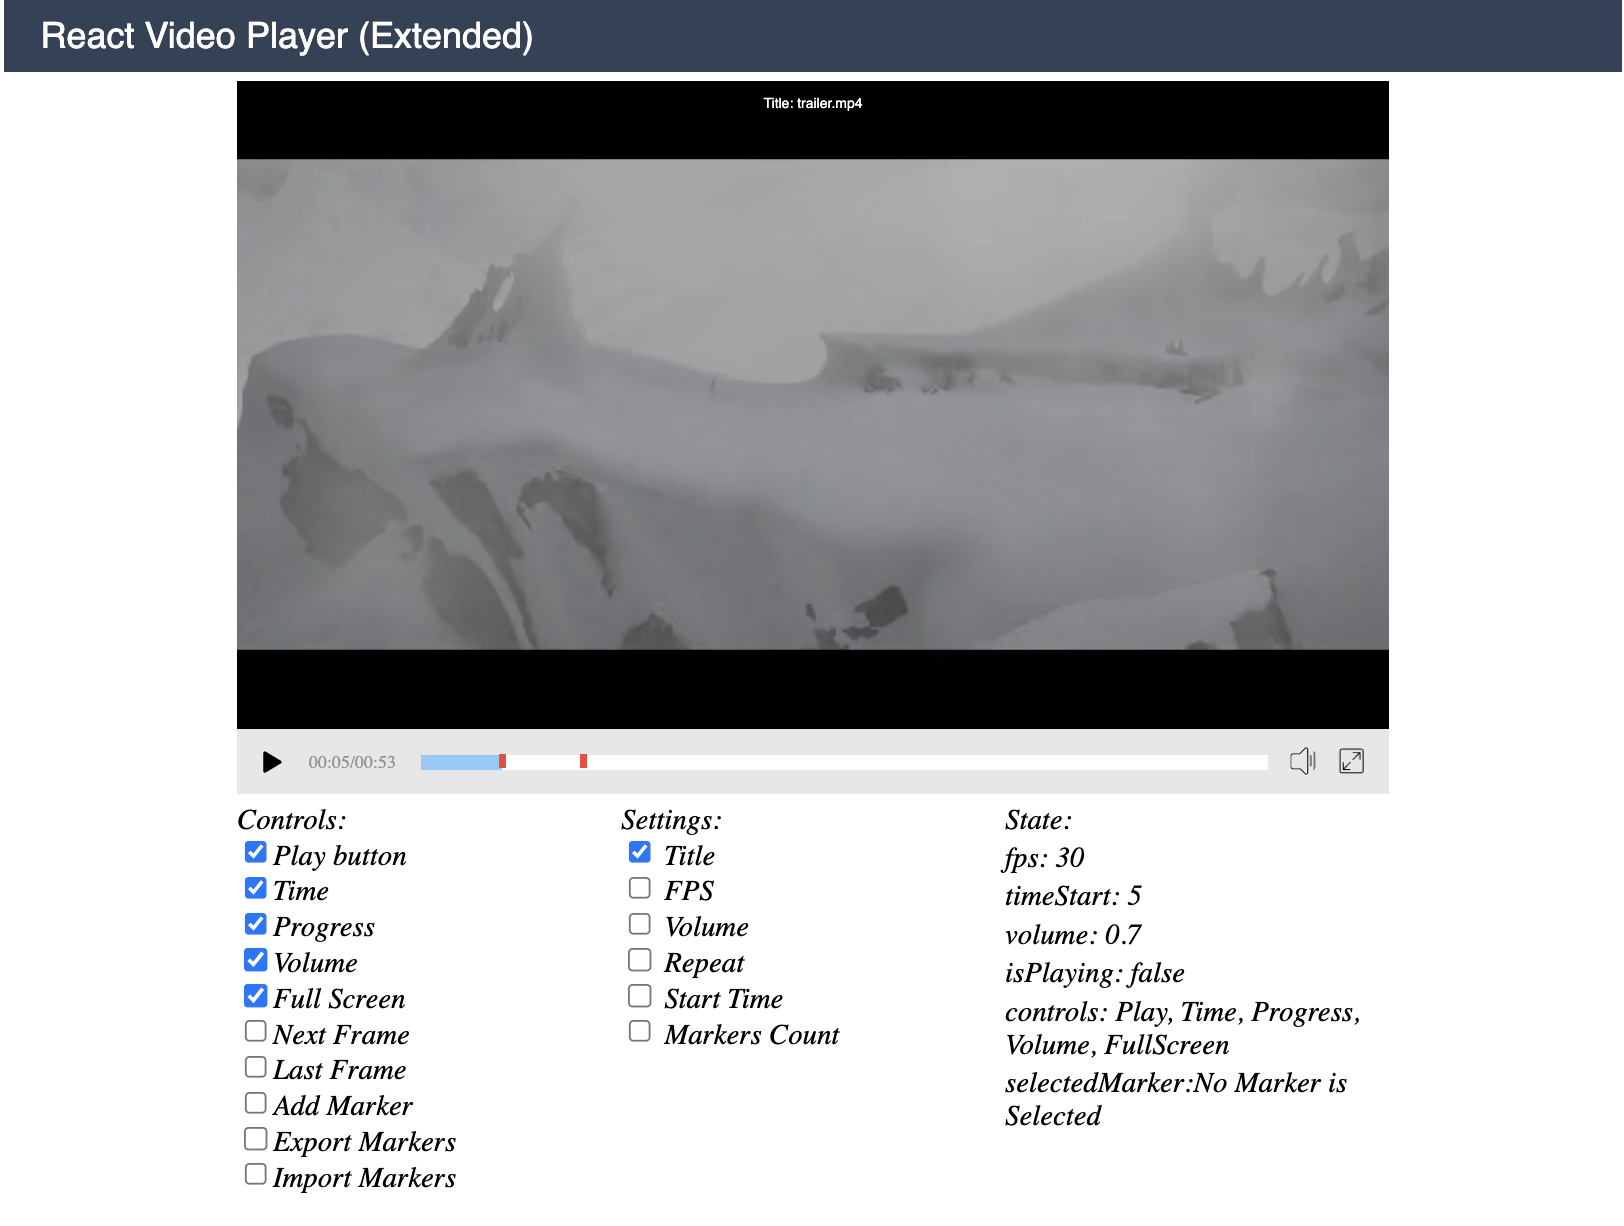 React Video Player (Extended)
Title: trailer.mp4
00:05/00:53
Controls:
Play button
Time
Progress
Volume
Full Screen
Next Frame
Last Frame
Add Marker
Export Markers
Import Markers
Settings:
Title
FPS
Volume
Repeat
Start Time
Markers Count
State:
fps: 30
timeStart: 5
volume: 0.7
isPlaying: false
controls: Play, Time, Progress,
Volume, FullScreen
selectedMarker:No Marker is
Selected